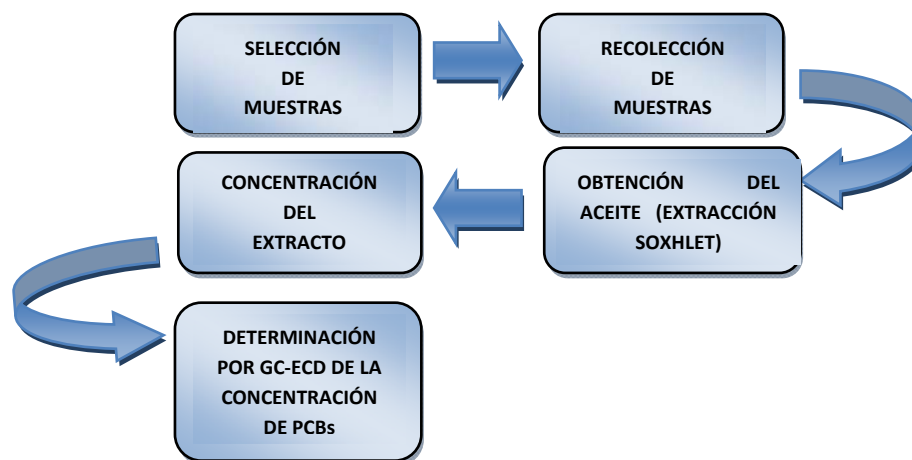 SELECCIÓN
DE
MUESTRAS
RECOLECCIÓN
DE
MUESTRAS
OBTENCIÓN DEL
ACEITE (EXTRACCIÓN
SOXHLET)
CONCENTRACIÓN
DEL
EXTRACTO
DETERMINACIÓN
POR GC-ECD DE LA
CONCENTRACIÓN
DE PCBs